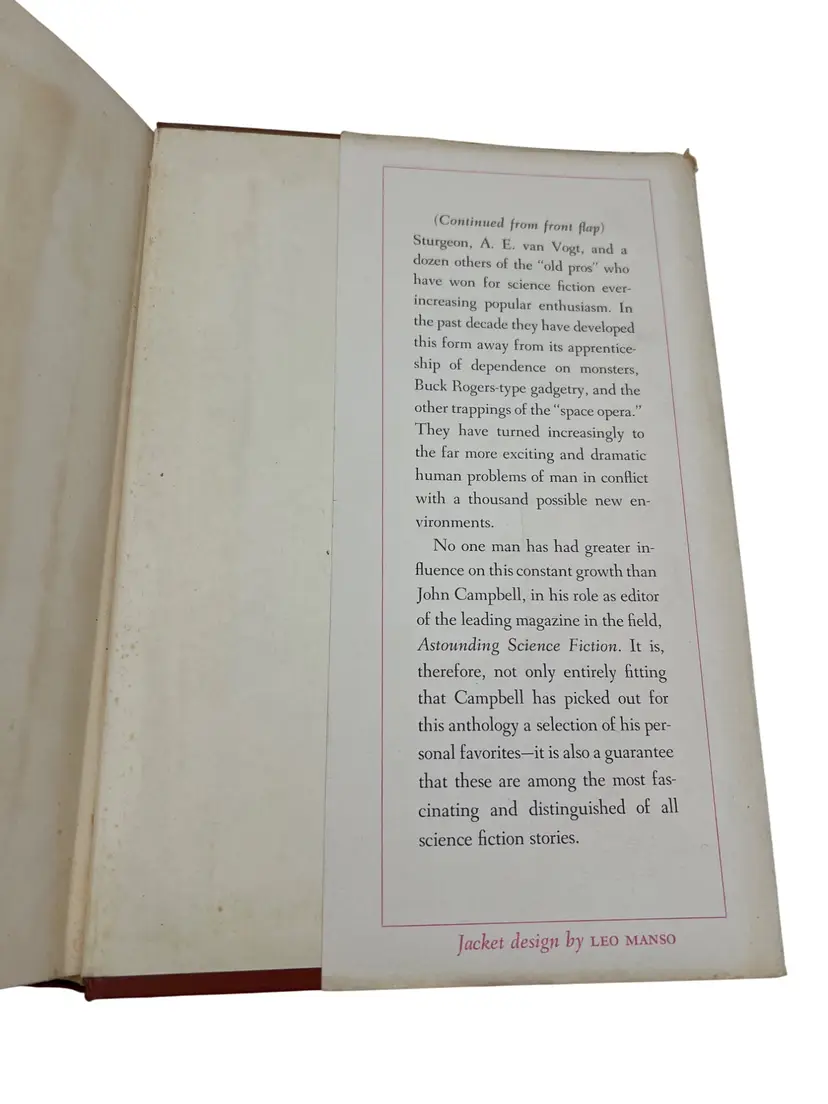 (Continued from front flap)
Sturgeon, A. E. van Vogt, and a
dozen others of the “old pros” who
have won for science fiction ever-
increasing popular enthusiasm. In
the past decade they have developed
this form away from its apprentice-
ship of dependence on monsters,
Buck Rogers-type gadgetry, and the
other trappings of the “space opera.”
They have turned increasingly to
the far more exciting and dramatic
human problems of man in conflict
with a thousand possible new en-
vironments.
No one man has had greater in-
fluence on this constant growth than
John Campbell, in his role as editor
of the leading magazine in the field,
Astounding Science Fiction. It is,
therefore, not only entirely fitting
that Campbell has picked out for
this anthology a selection of his per-
sonal favorites—it is also a guarantee
that these are among the most fas-
cinating and distinguished of all
science fiction stories.
Jacket design by LEO MANSO